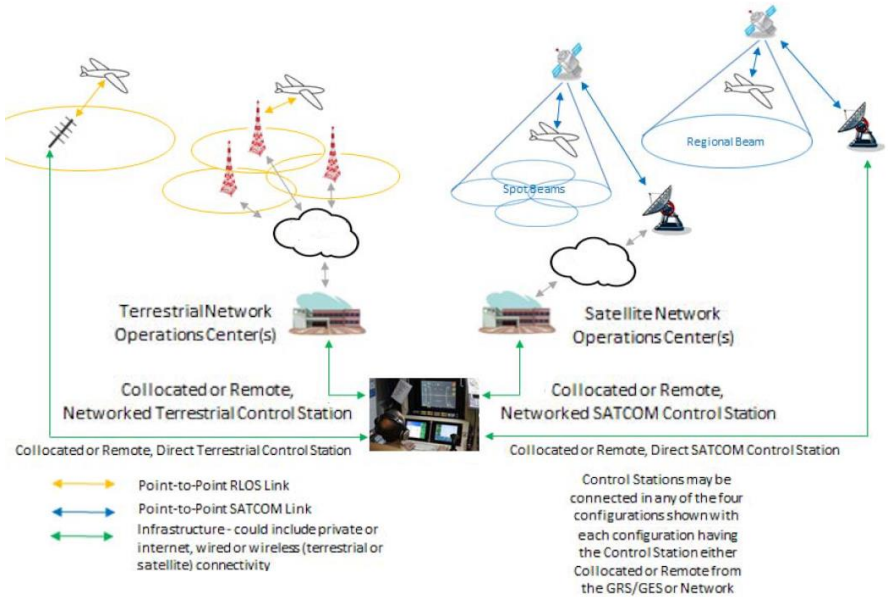 Regional Beam
Spot Beams
Terrestrial Network
Operations Center(s)
Satellite Network
Operations Center(s)
Collocated or Remote,
Networked Terrestrial Control Station
Collocated or Remote,
Networked SATCOM Control Station
Collocated or Remote, Direct Terrestrial Control Station
Collocated or Remote, Direct SATCOM Control Station
Point-to-Point RLOS Link
Point-to-Point SATCOM Link
Infrastructure - could include private or
internet, wired or wireless (terrestrial or
satellite) connectivity
Control Stations may be
connected in any of the four
configurations shown with
each configuration having
the Control Station either
Collocated or Remote from
the GRS/GES or Network